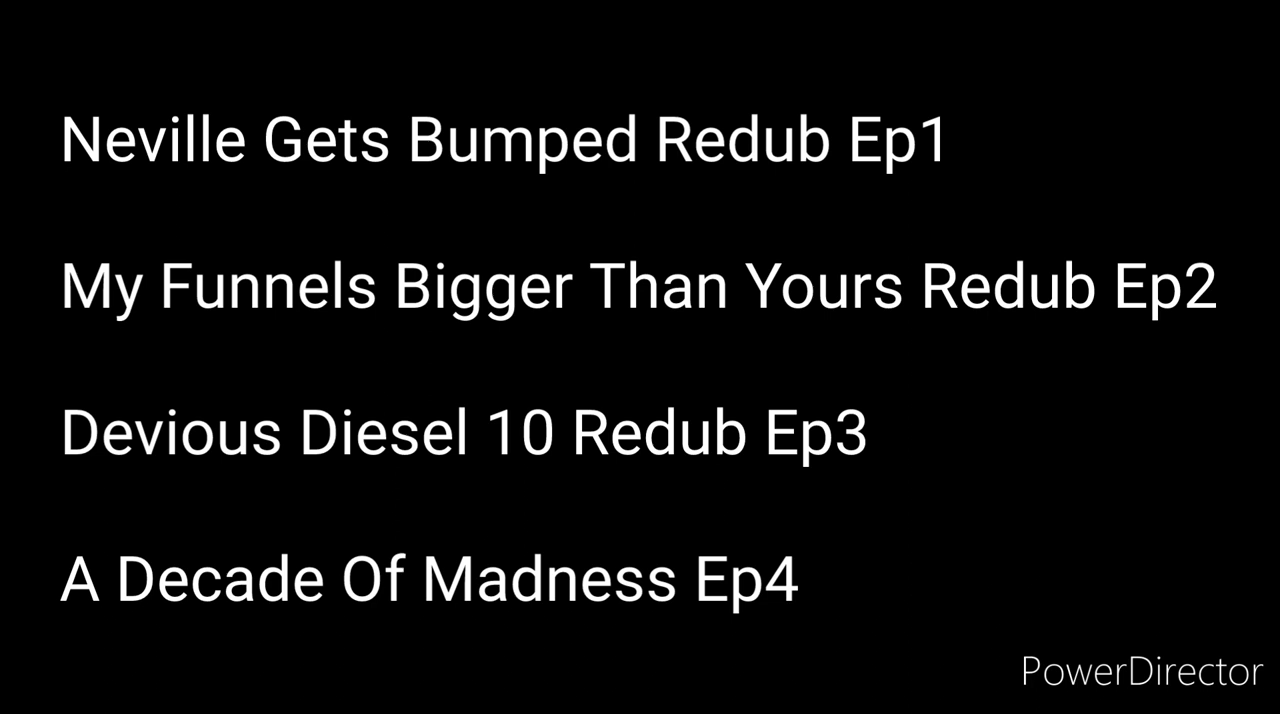 Neville Gets Bumped Redub Ep1
My Funnels Bigger Than Yours Redub Ep2
Devious Diesel 10 Redub Ep3
A Decade Of Madness Ep4
PowerDirector